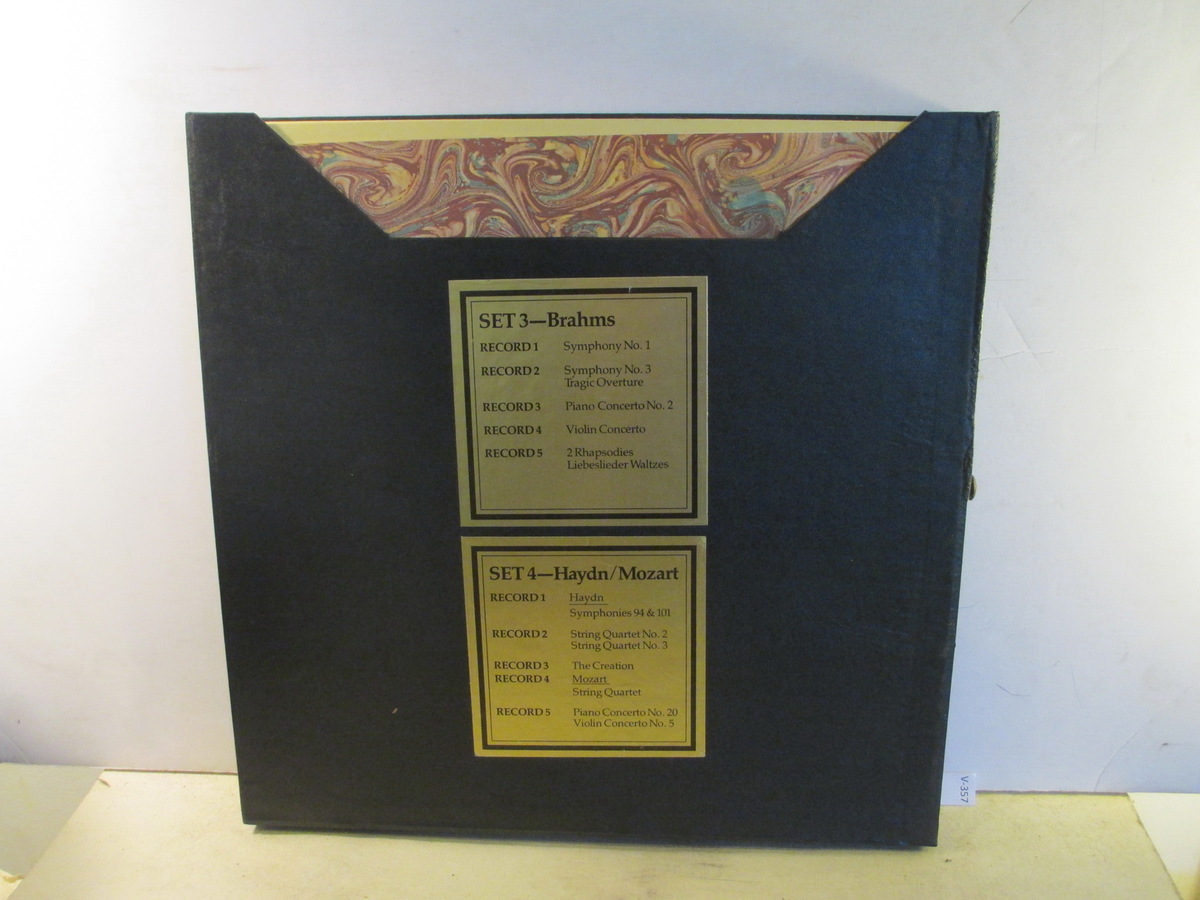 SET 3—Brahms
RECORD 1 Symphony No. 1
RECORD 2 Symphony No. 3
Tragic Overture
RECORD 3 Piano Concerto No. 2
RECORD 4 Violin Concerto
RECORD 5 2 Rhapsodies
Liebeslieder Waltzes
SET 4—Haydn/Mozart
RECORD 1 Haydn
Symphonies 94 & 101
RECORD 2 String Quartet No. 2
String Quartet No. 3
RECORD 3 The Creation
RECORD 4 Mozart
String Quartet
RECORD 5 Piano Concerto No. 20
Violin Concerto No. 5
V-357